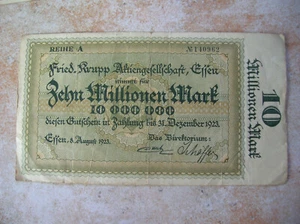 REIHE A № 140962
Fried. Krupp Aktiengesellschaft, Essen
nimmt für
Zehn Millionen Mark
10 000 000
diesen Gutschein in Zahlung bis 31. Dezember 1923.
Essen, 8. August 1923. Das Direktorium:
10
Millionen Mark